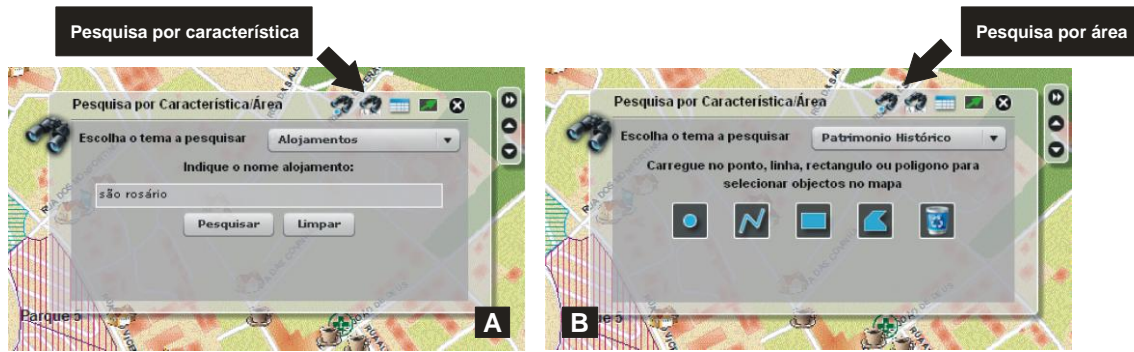 Pesquisa por característica
Pesquisa por Característica/Área
Escolha o tema a pesquisar Alojamentos
Indique o nome alojamento:
são rosário
Pesquisar Limpar
Parque 5
A
Pesquisa por área
Pesquisa por Característica/Área
Escolha o tema a pesquisar Patrimonio Histórico
Carregue no ponto, linha, rectangulo ou poligono para
selecionar objectos no mapa
B